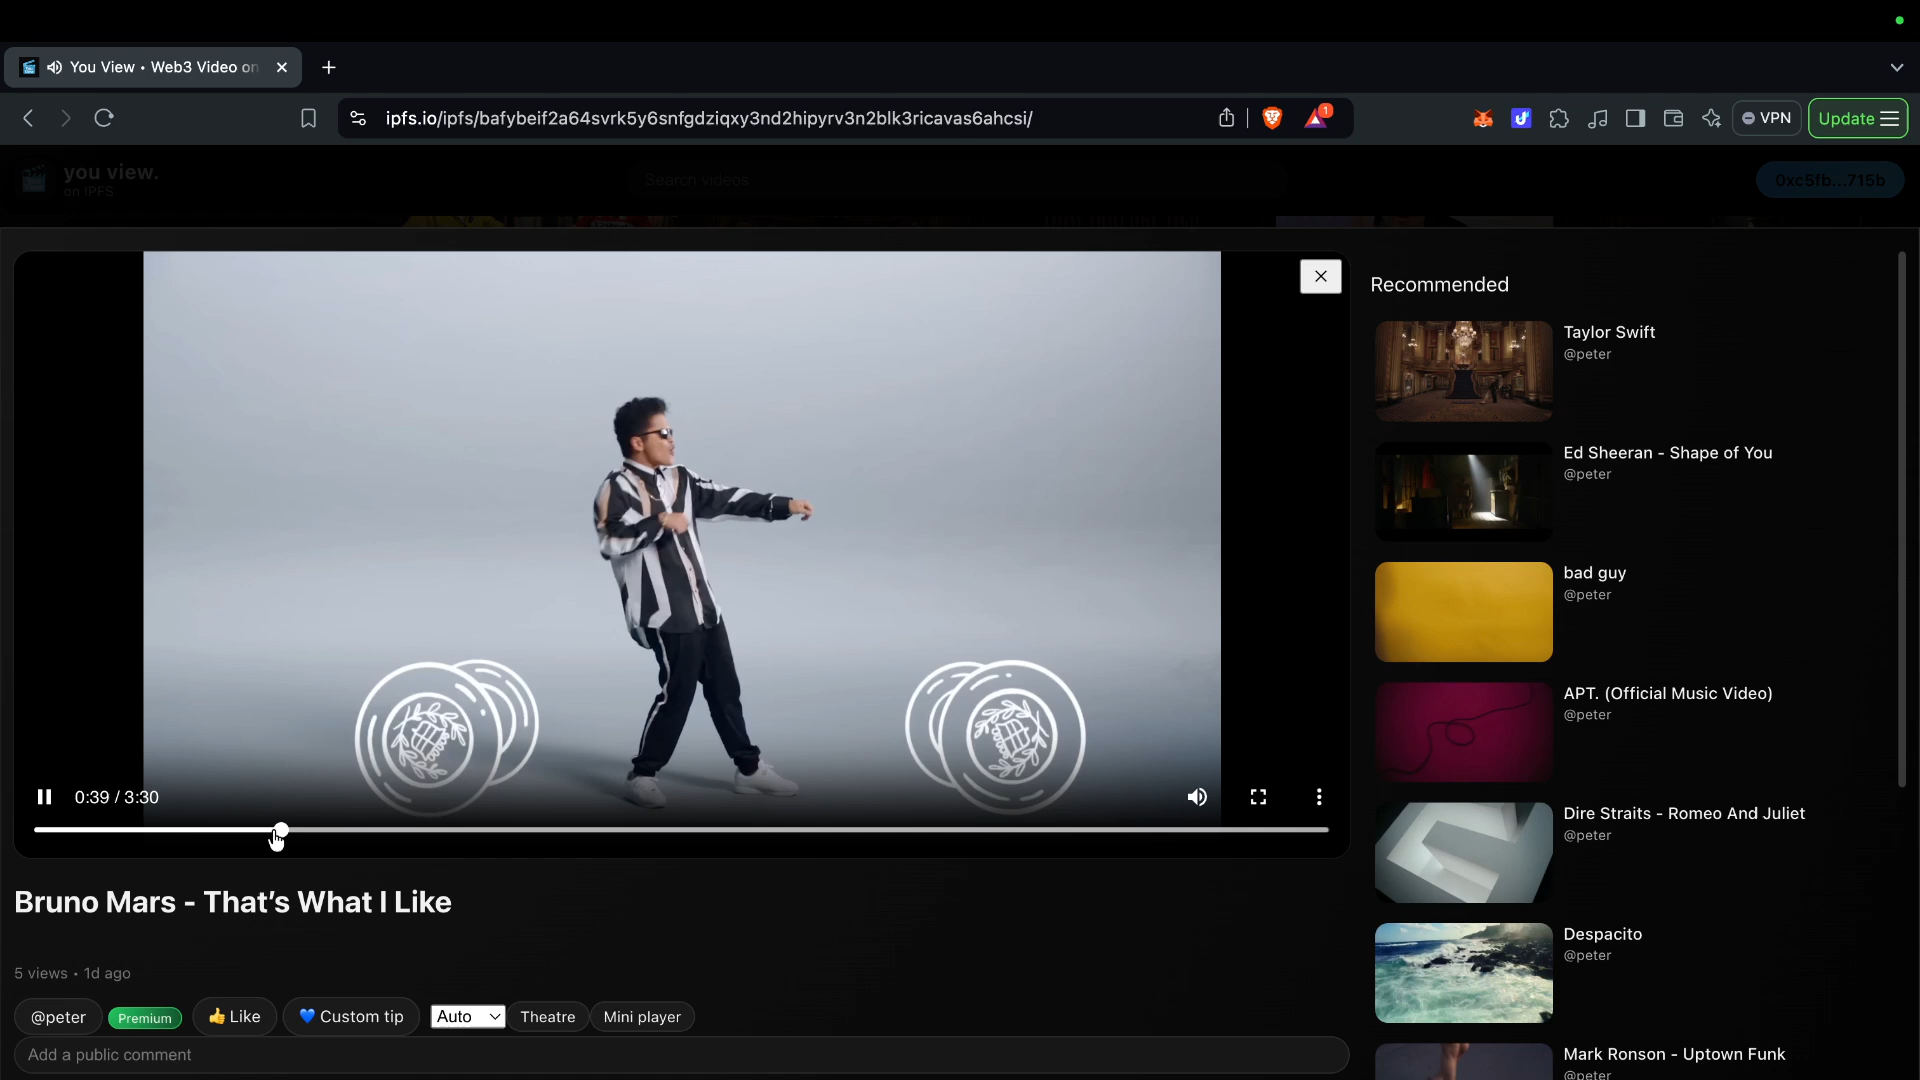 You View • Web3 Video on
ipfs.io/ipfs/bafybeif2a64svrk5y6snfgdziqxy3nd2hipyrv3n2blk3ricavas6ahcsi/
1
VPN
Update
you view.
on IPFS
Search videos
0xc5fb...715b
Recommended
Taylor Swift
@peter
Ed Sheeran - Shape of You
@peter
bad guy
@peter
APT. (Official Music Video)
@peter
Dire Straits - Romeo And Juliet
@peter
Despacito
@peter
Mark Ronson - Uptown Funk
@peter
0:39 / 3:30
Bruno Mars - That’s What I Like
5 views • 1d ago
@peter
Premium
👍 Like
💙 Custom tip
Auto
Theatre
Mini player
Add a public comment